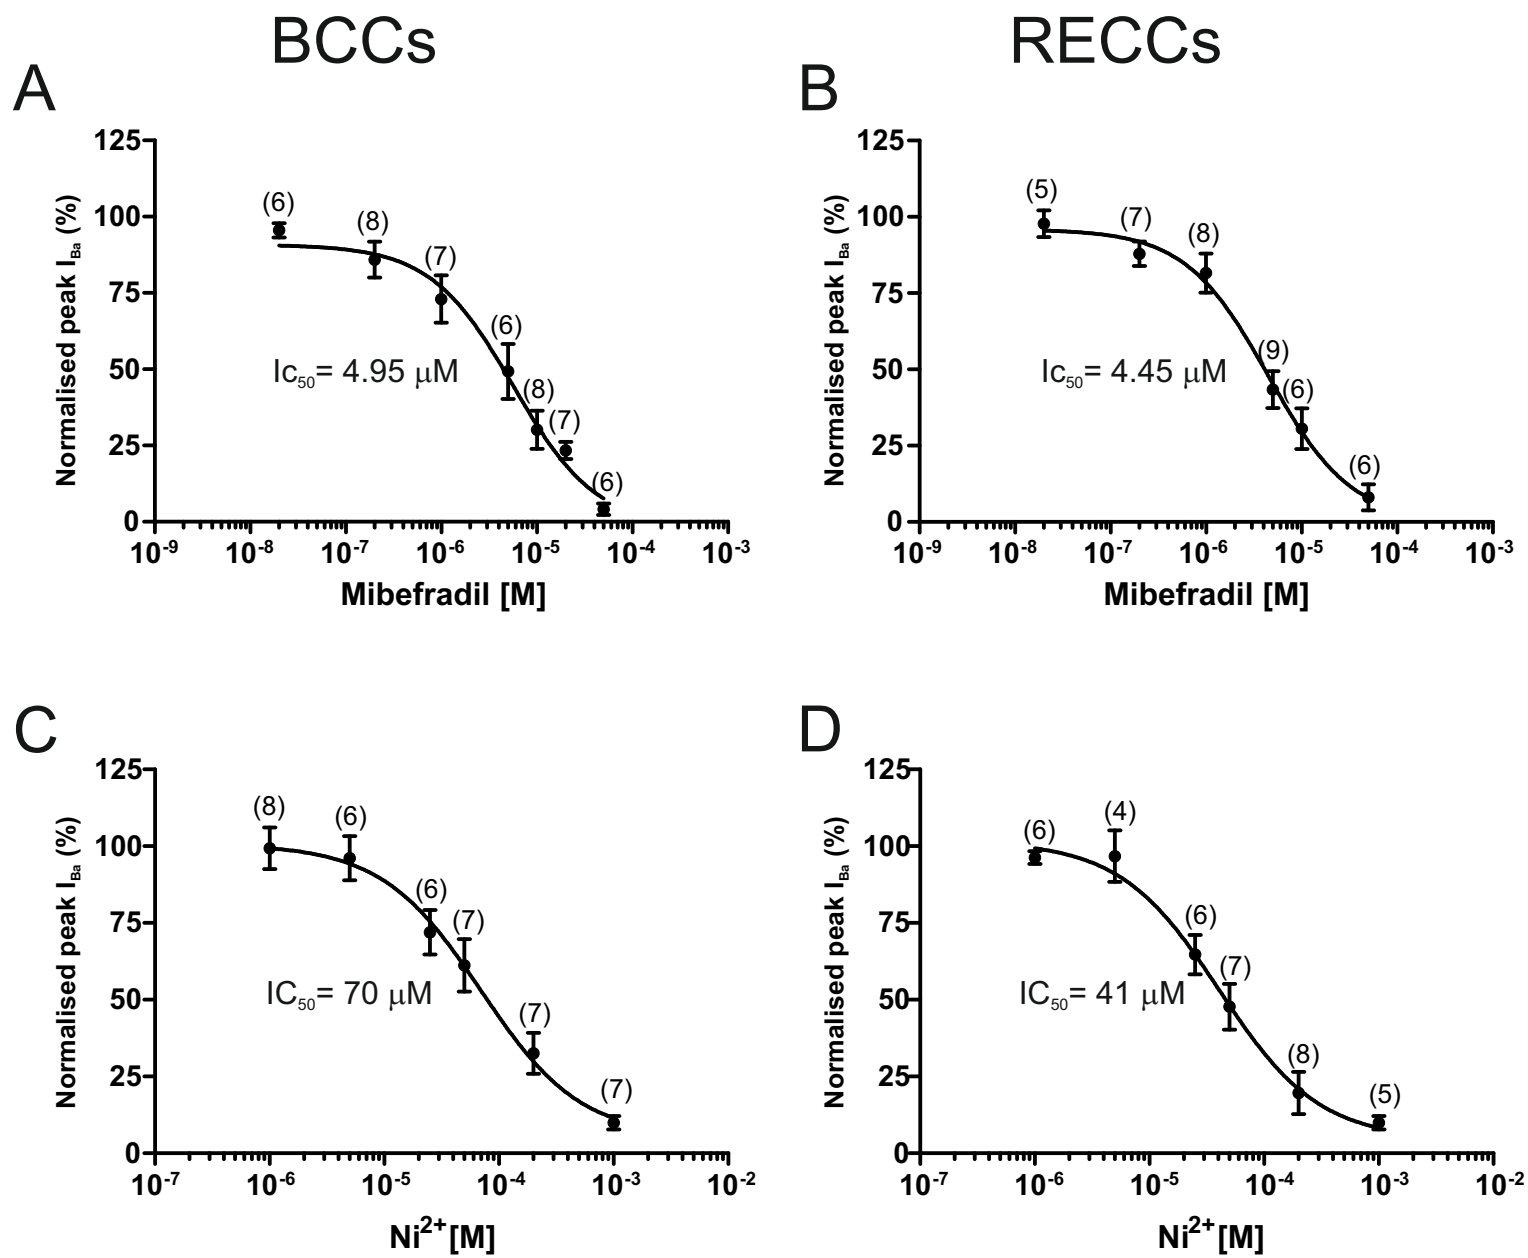 BCCs
RECCs
A
125
100
75
50
25
0
Normalised peak I_Ba (%)
(6)
(8)
(7)
(6)
(8)
(7)
(6)
Ic₅₀= 4.95 μM
10⁻⁹ 10⁻⁸ 10⁻⁷ 10⁻⁶ 10⁻⁵ 10⁻⁴ 10⁻³
Mibefradil [M]
B
125
100
75
50
25
0
Normalised peak I_Ba (%)
(5)
(7)
(8)
(9)
(6)
(6)
Ic₅₀= 4.45 μM
10⁻⁹ 10⁻⁸ 10⁻⁷ 10⁻⁶ 10⁻⁵ 10⁻⁴ 10⁻³
Mibefradil [M]
C
125
100
75
50
25
0
Normalised peak I_Ba (%)
(8)
(6)
(6)
(7)
(7)
(7)
IC₅₀= 70 μM
10⁻⁷ 10⁻⁶ 10⁻⁵ 10⁻⁴ 10⁻³ 10⁻²
Ni²⁺[M]
D
125
100
75
50
25
0
Normalised peak I_Ba (%)
(6)
(4)
(6)
(7)
(8)
(5)
IC₅₀= 41 μM
10⁻⁷ 10⁻⁶ 10⁻⁵ 10⁻⁴ 10⁻³ 10⁻²
Ni²⁺[M]